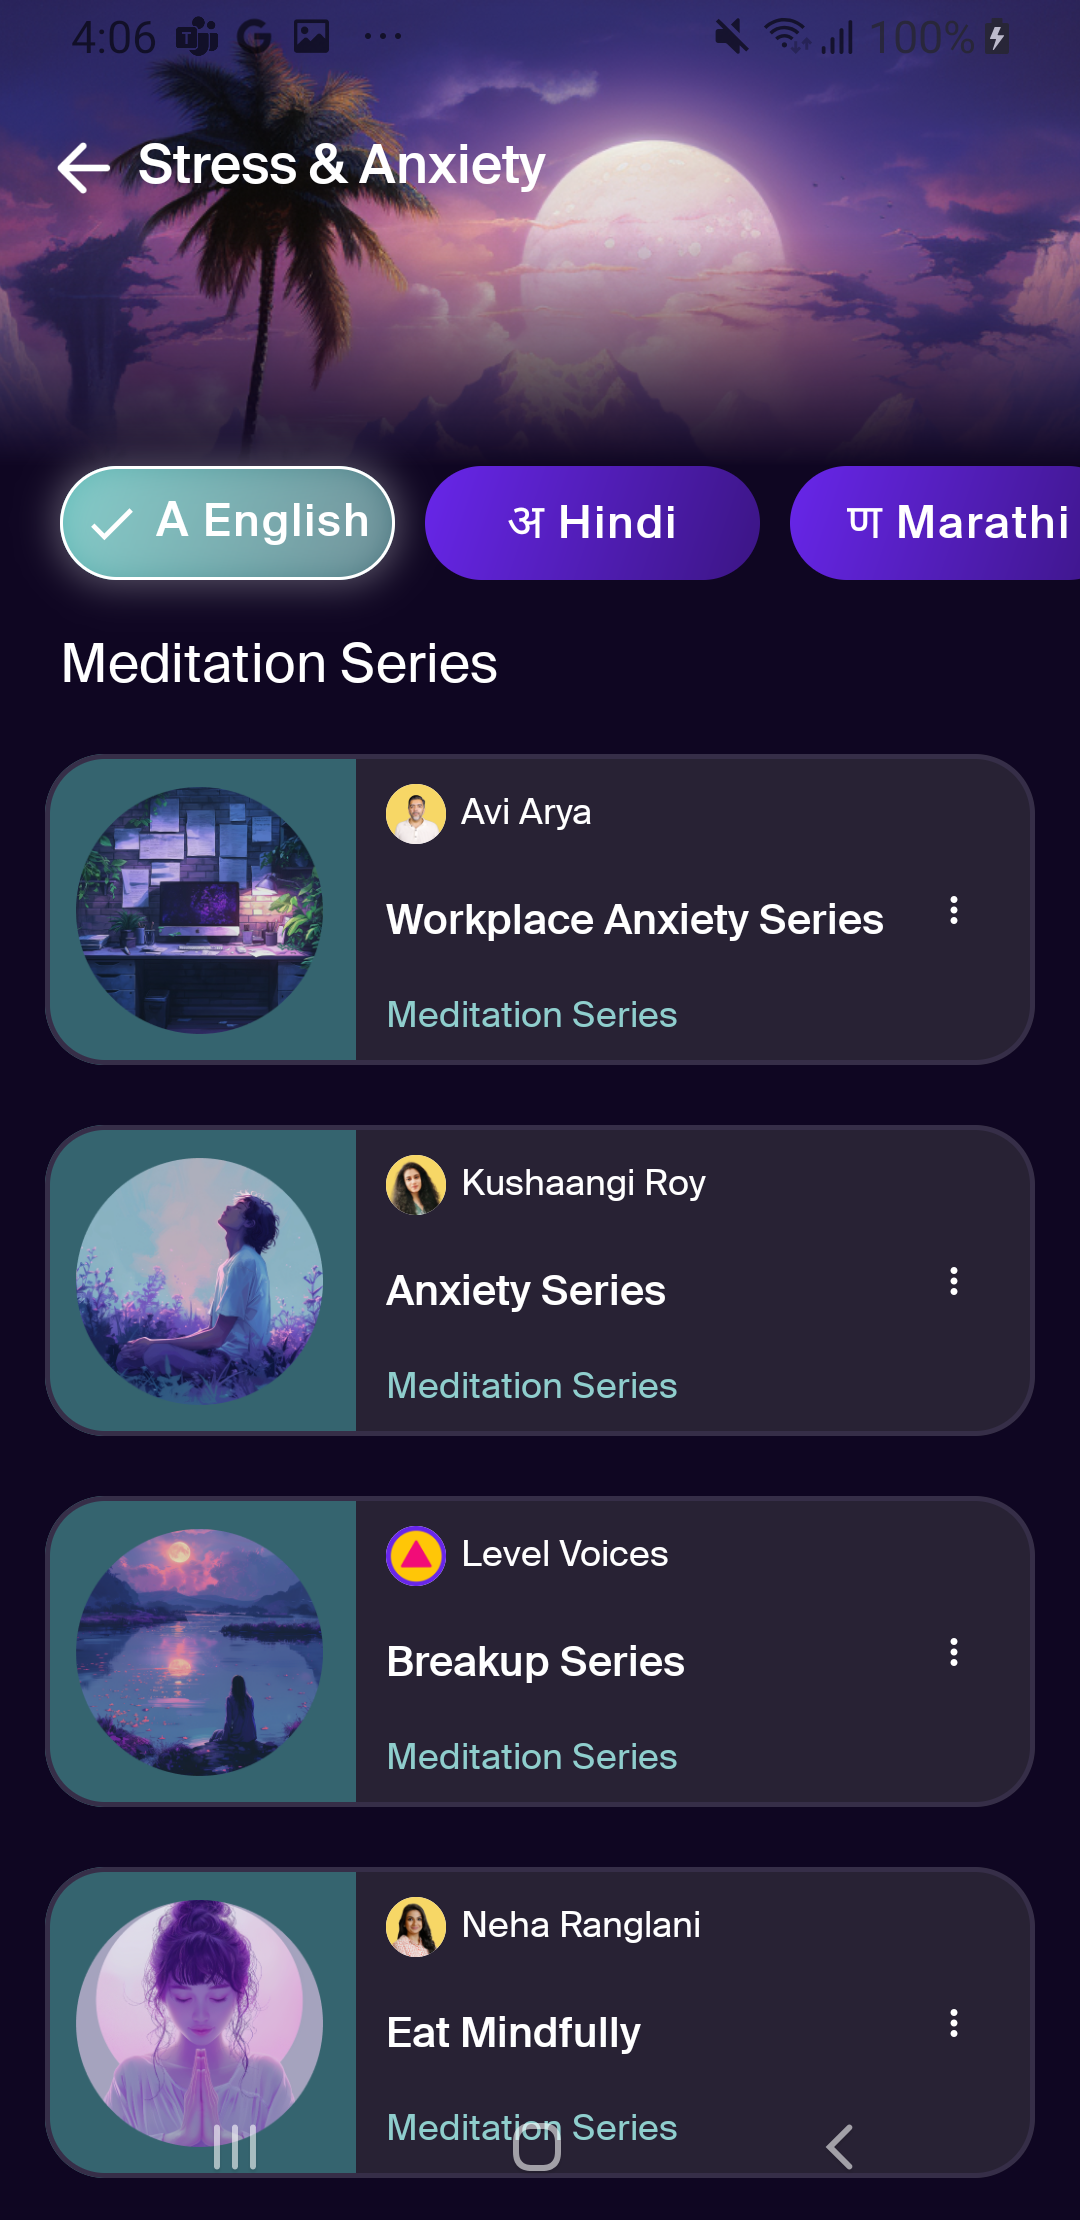 4:06
100%
Stress & Anxiety
A English
अ Hindi
ण Marathi
Meditation Series
Avi Arya
Workplace Anxiety Series
Meditation Series
Kushaangi Roy
Anxiety Series
Meditation Series
Level Voices
Breakup Series
Meditation Series
Neha Ranglani
Eat Mindfully
Meditation Series